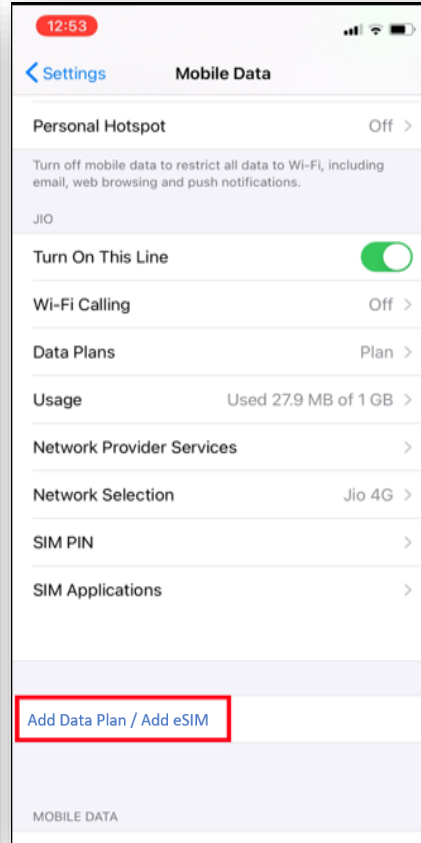 12:53
Settings
Mobile Data
Personal Hotspot Off
Turn off mobile data to restrict all data to Wi-Fi, including
email, web browsing and push notifications.
JIO
Turn On This Line
Wi-Fi Calling Off
Data Plans Plan
Usage Used 27.9 MB of 1 GB
Network Provider Services
Network Selection Jio 4G
SIM PIN
SIM Applications
Add Data Plan / Add eSIM
MOBILE DATA